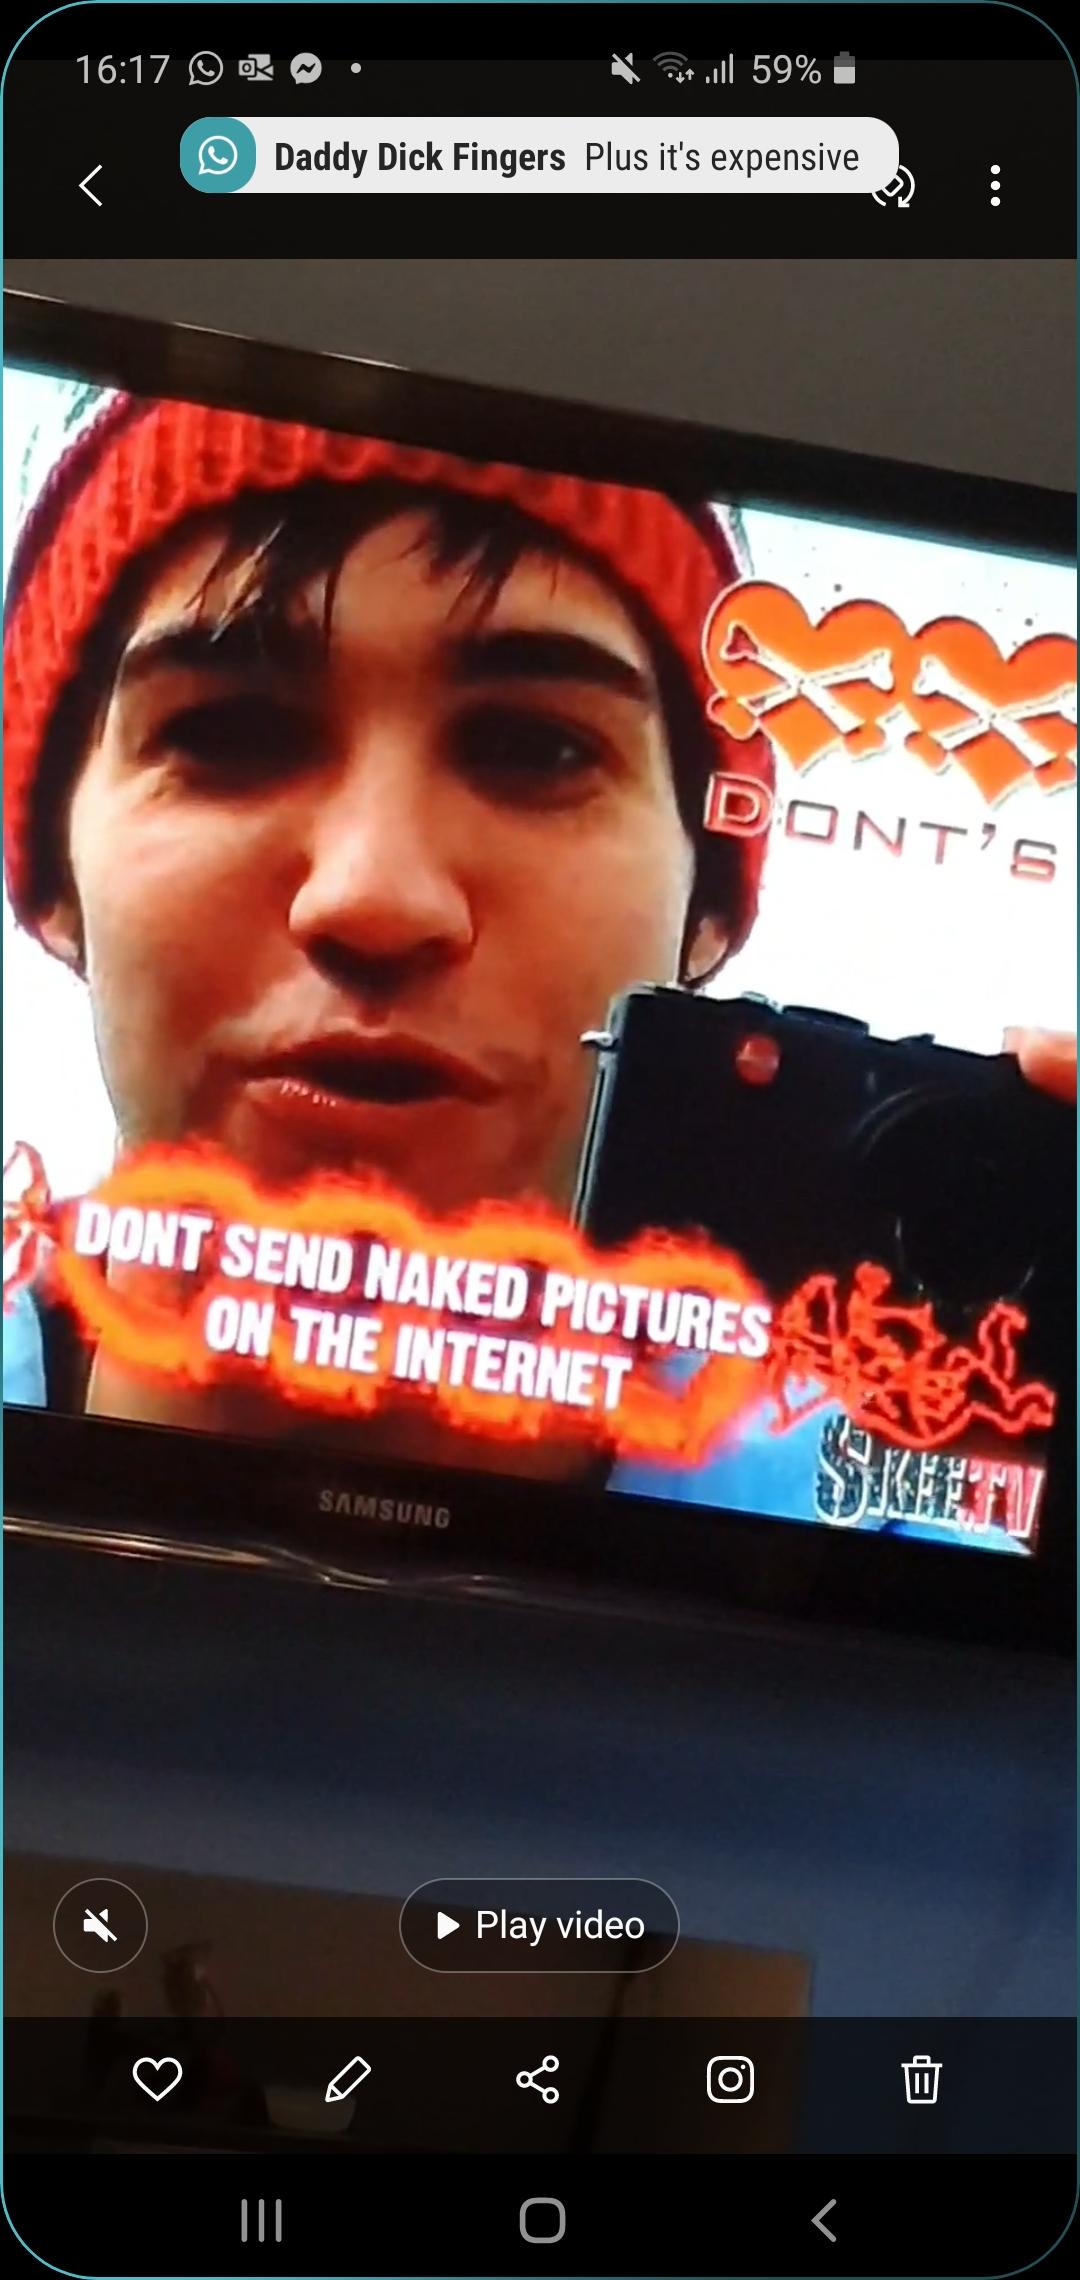 16:17
59%
Daddy Dick Fingers Plus it's expensive
DONT'S
DONT SEND NAKED PICTURES
ON THE INTERNET
SKEETV
SAMSUNG
Play video